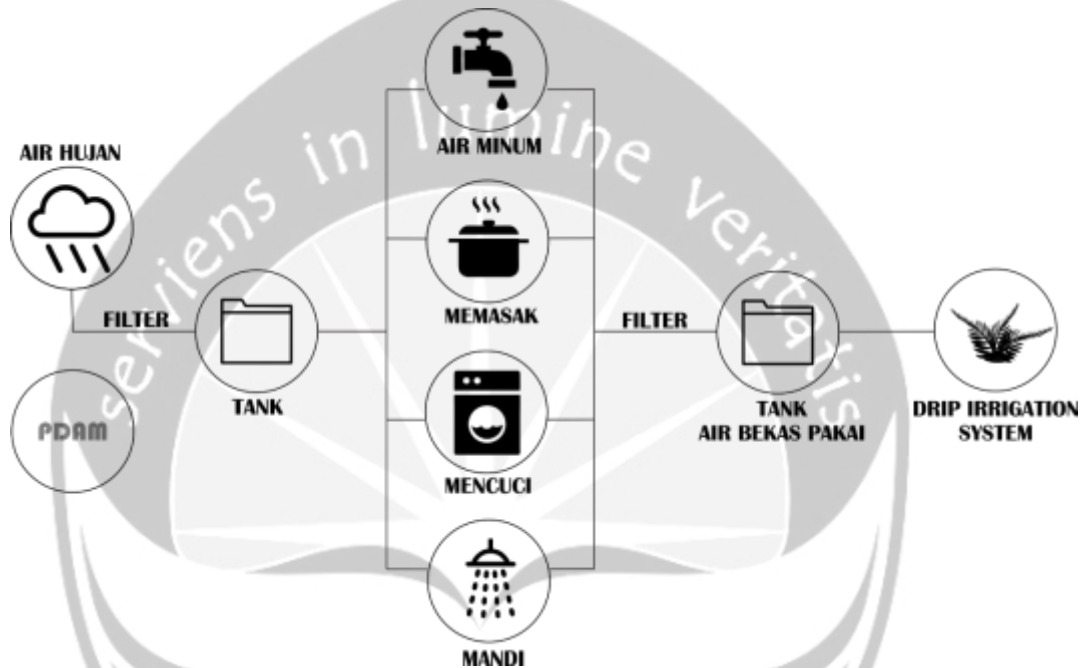 AIR HUJAN
FILTER
TANK
PDAM
AIR MINUM
MEMASAK
MENCUCI
MANDI
FILTER
TANK
AIR BEKAS PAKAI
DRIP IRRIGATION
SYSTEM
serviens in lumine veritatis